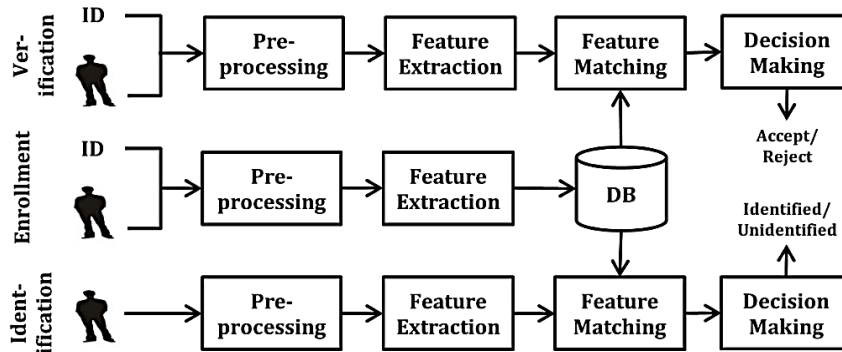 Ver-
ification
ID
Pre-
processing
Feature
Extraction
Feature
Matching
Decision
Making
Accept/
Reject
Enrollment
ID
Pre-
processing
Feature
Extraction
DB
Identified/
Unidentified
Ident-
ification
Pre-
processing
Feature
Extraction
Feature
Matching
Decision
Making